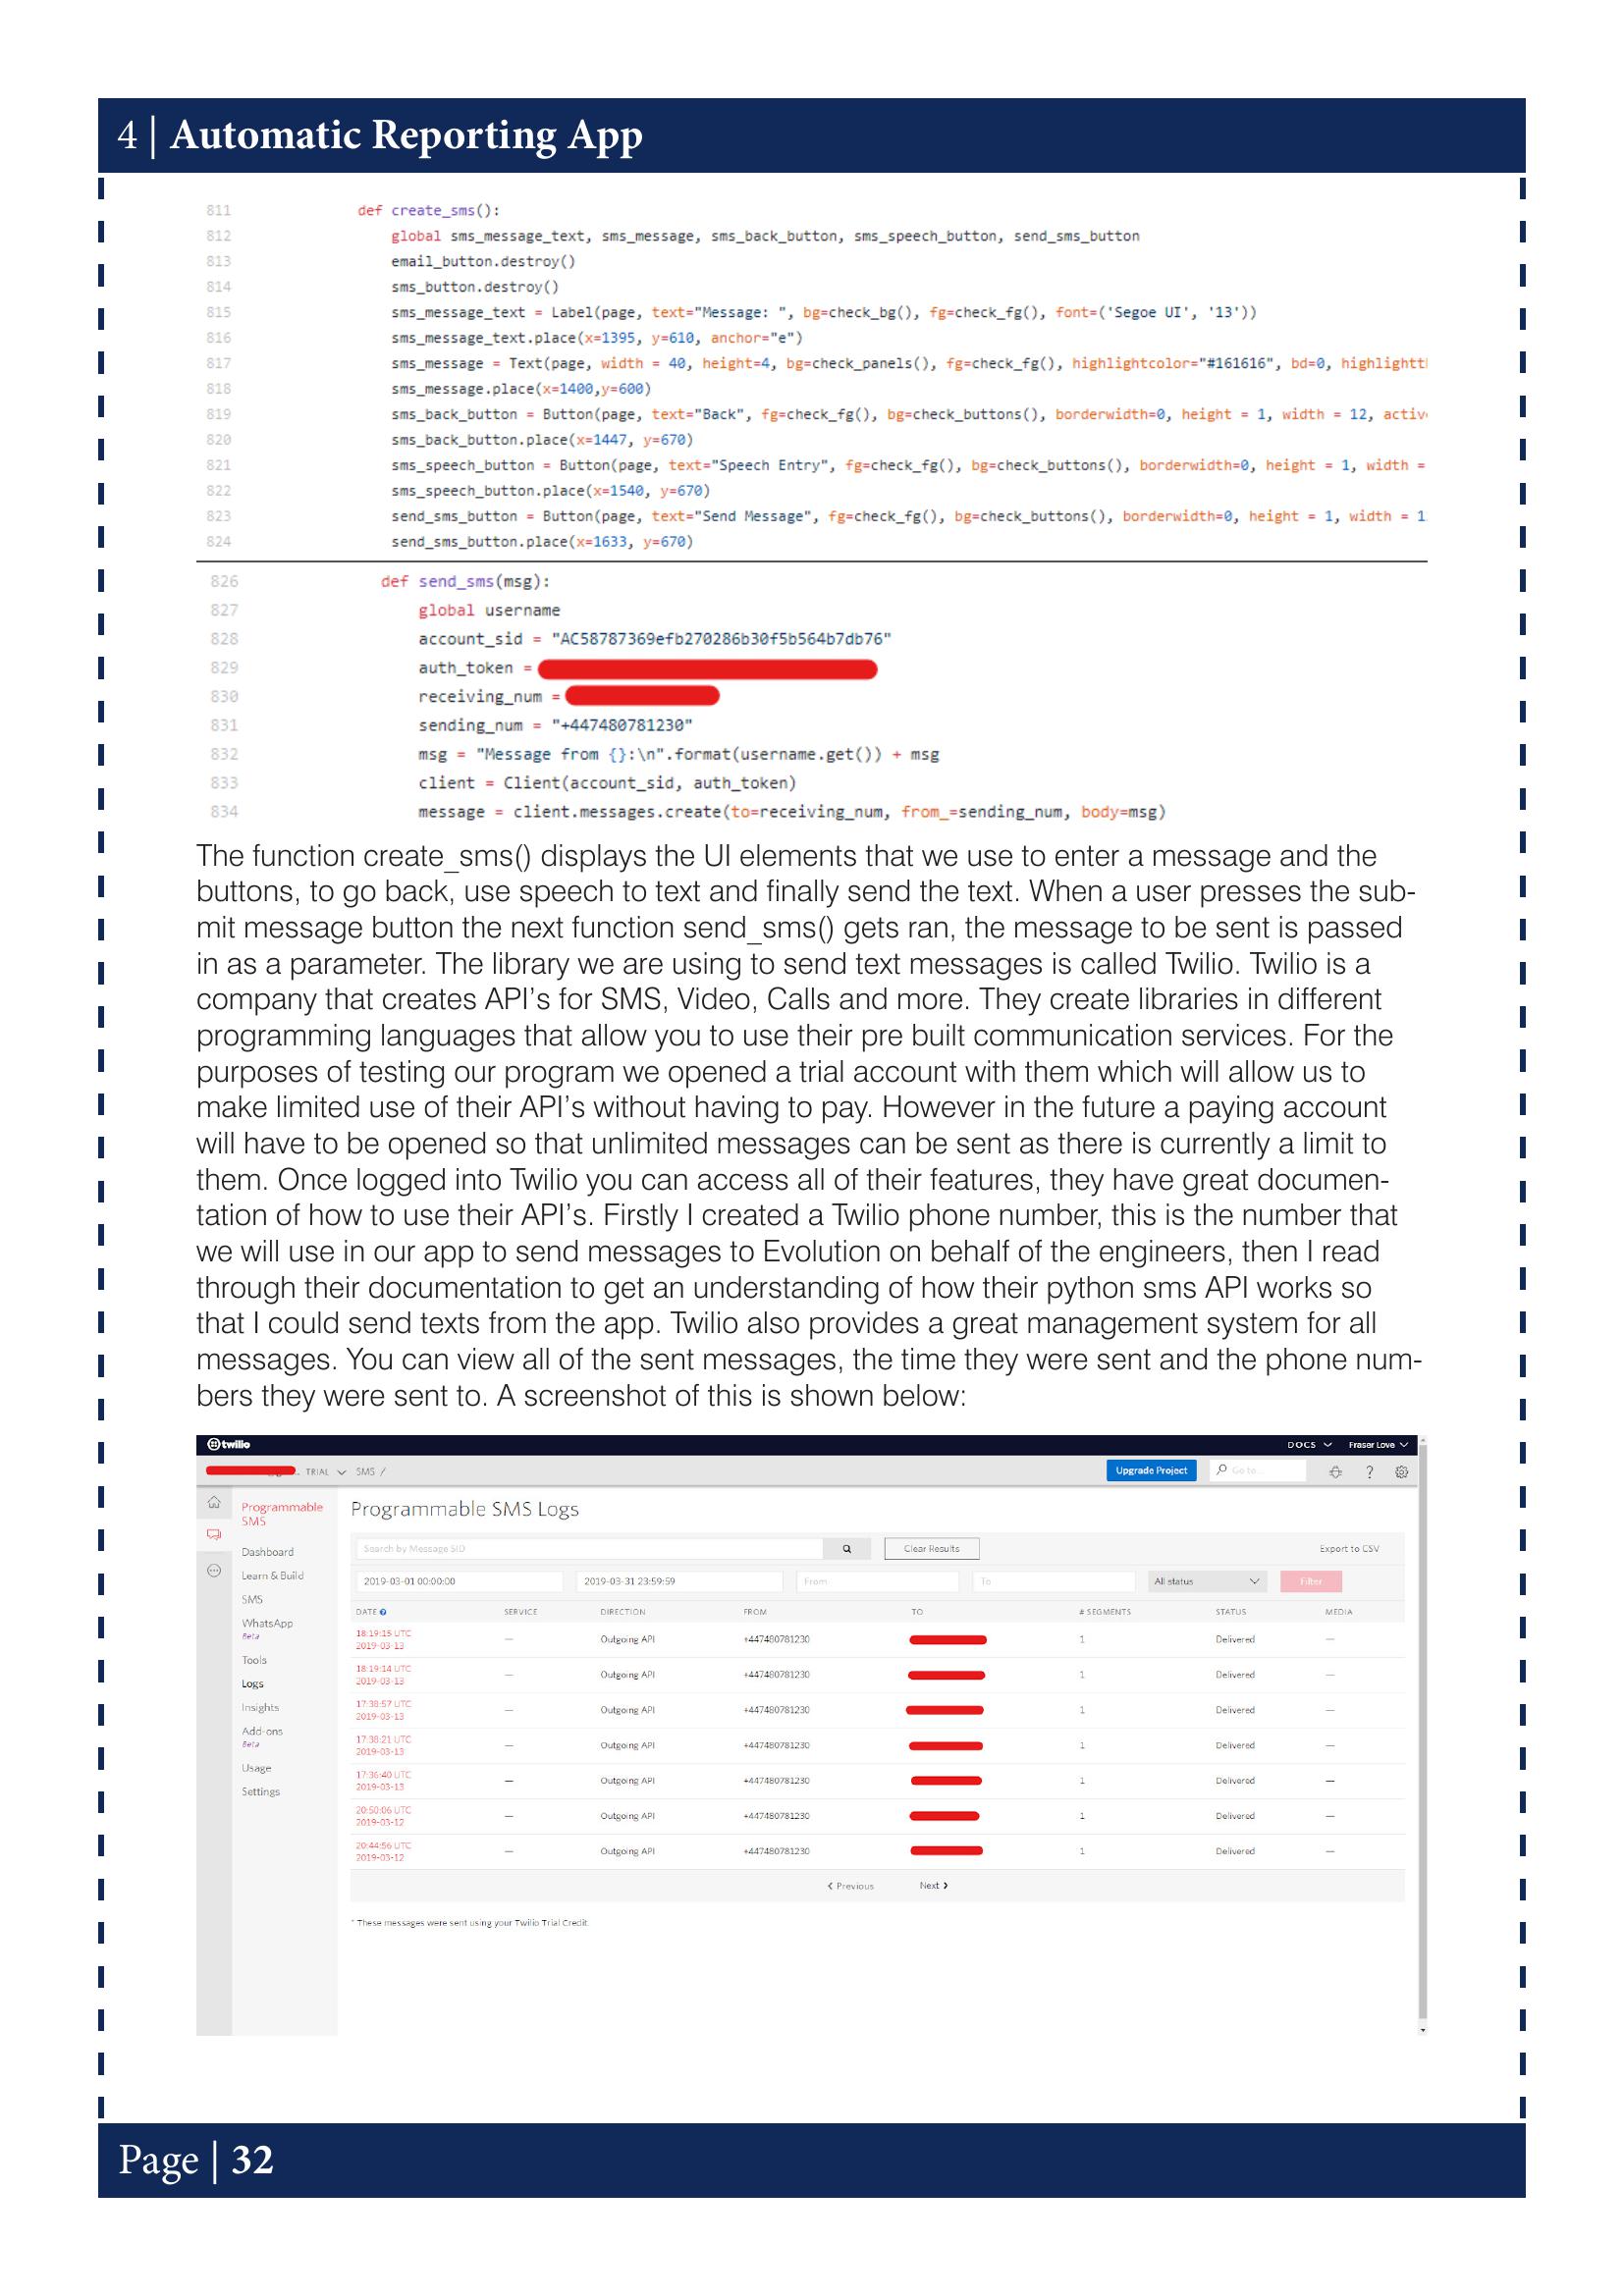 4 | Automatic Reporting App
811 def create_sms():
812 global sms_message_text, sms_message, sms_back_button, sms_speech_button, send_sms_button
813 email_button.destroy()
814 sms_button.destroy()
815 sms_message_text = Label(page, text="Message: ", bg=check_bg(), fg=check_fg(), font=('Segoe UI', '13'))
816 sms_message_text.place(x=1395, y=610, anchor="e")
817 sms_message = Text(page, width = 40, height=4, bg=check_panels(), fg=check_fg(), highlightcolor="#161616", bd=0, highlightt
818 sms_message.place(x=1400,y=600)
819 sms_back_button = Button(page, text="Back", fg=check_fg(), bg=check_buttons(), borderwidth=0, height = 1, width = 12, activ
820 sms_back_button.place(x=1447, y=670)
821 sms_speech_button = Button(page, text="Speech Entry", fg=check_fg(), bg=check_buttons(), borderwidth=0, height = 1, width =
822 sms_speech_button.place(x=1540, y=670)
823 send_sms_button = Button(page, text="Send Message", fg=check_fg(), bg=check_buttons(), borderwidth=0, height = 1, width = 1
824 send_sms_button.place(x=1633, y=670)
826 def send_sms(msg):
827 global username
828 account_sid = "AC58787369efb270286b30f5b564b7db76"
829 auth_token =
830 receiving_num =
831 sending_num = "+447480781230"
832 msg = "Message from {}:\n".format(username.get()) + msg
833 client = Client(account_sid, auth_token)
834 message = client.messages.create(to=receiving_num, from_=sending_num, body=msg)
The function create_sms() displays the UI elements that we use to enter a message and the
buttons, to go back, use speech to text and finally send the text. When a user presses the sub-
mit message button the next function send_sms() gets ran, the message to be sent is passed
in as a parameter. The library we are using to send text messages is called Twilio. Twilio is a
company that creates API's for SMS, Video, Calls and more. They create libraries in different
programming languages that allow you to use their pre built communication services. For the
purposes of testing our program we opened a trial account with them which will allow us to
make limited use of their API's without having to pay. However in the future a paying account
will have to be opened so that unlimited messages can be sent as there is currently a limit to
them. Once logged into Twilio you can access all of their features, they have great documen-
tation of how to use their API's. Firstly I created a Twilio phone number, this is the number that
we will use in our app to send messages to Evolution on behalf of the engineers, then I read
through their documentation to get an understanding of how their python sms API works so
that I could send texts from the app. Twilio also provides a great management system for all
messages. You can view all of the sent messages, the time they were sent and the phone num-
bers they were sent to. A screenshot of this is shown below:
twilio DOCS Fraser Love
TRIAL SMS / Upgrade Project Go to... ?
Programmable
SMS
Dashboard
Learn & Build
SMS
WhatsApp
Beta
Tools
Logs
Insights
Add-ons
Beta
Usage
Settings
Programmable SMS Logs
Search by Message SID Clear Results Export to CSV
2019-03-01 00:00:00 2019-03-31 23:59:59 From To All status Filter
DATE SERVICE DIRECTION FROM TO # SEGMENTS STATUS MEDIA
18:19:15 UTC
2019-03-13 — Outgoing API +447480781230 1 Delivered —
18:19:14 UTC
2019-03-13 — Outgoing API +447480781230 1 Delivered —
17:38:57 UTC
2019-03-13 — Outgoing API +447480781230 1 Delivered —
17:38:21 UTC
2019-03-13 — Outgoing API +447480781230 1 Delivered —
17:36:40 UTC
2019-03-13 — Outgoing API +447480781230 1 Delivered —
20:50:06 UTC
2019-03-12 — Outgoing API +447480781230 1 Delivered —
20:44:56 UTC
2019-03-12 — Outgoing API +447480781230 1 Delivered —
Previous Next
* These messages were sent using your Twilio Trial Credit.
Page | 32